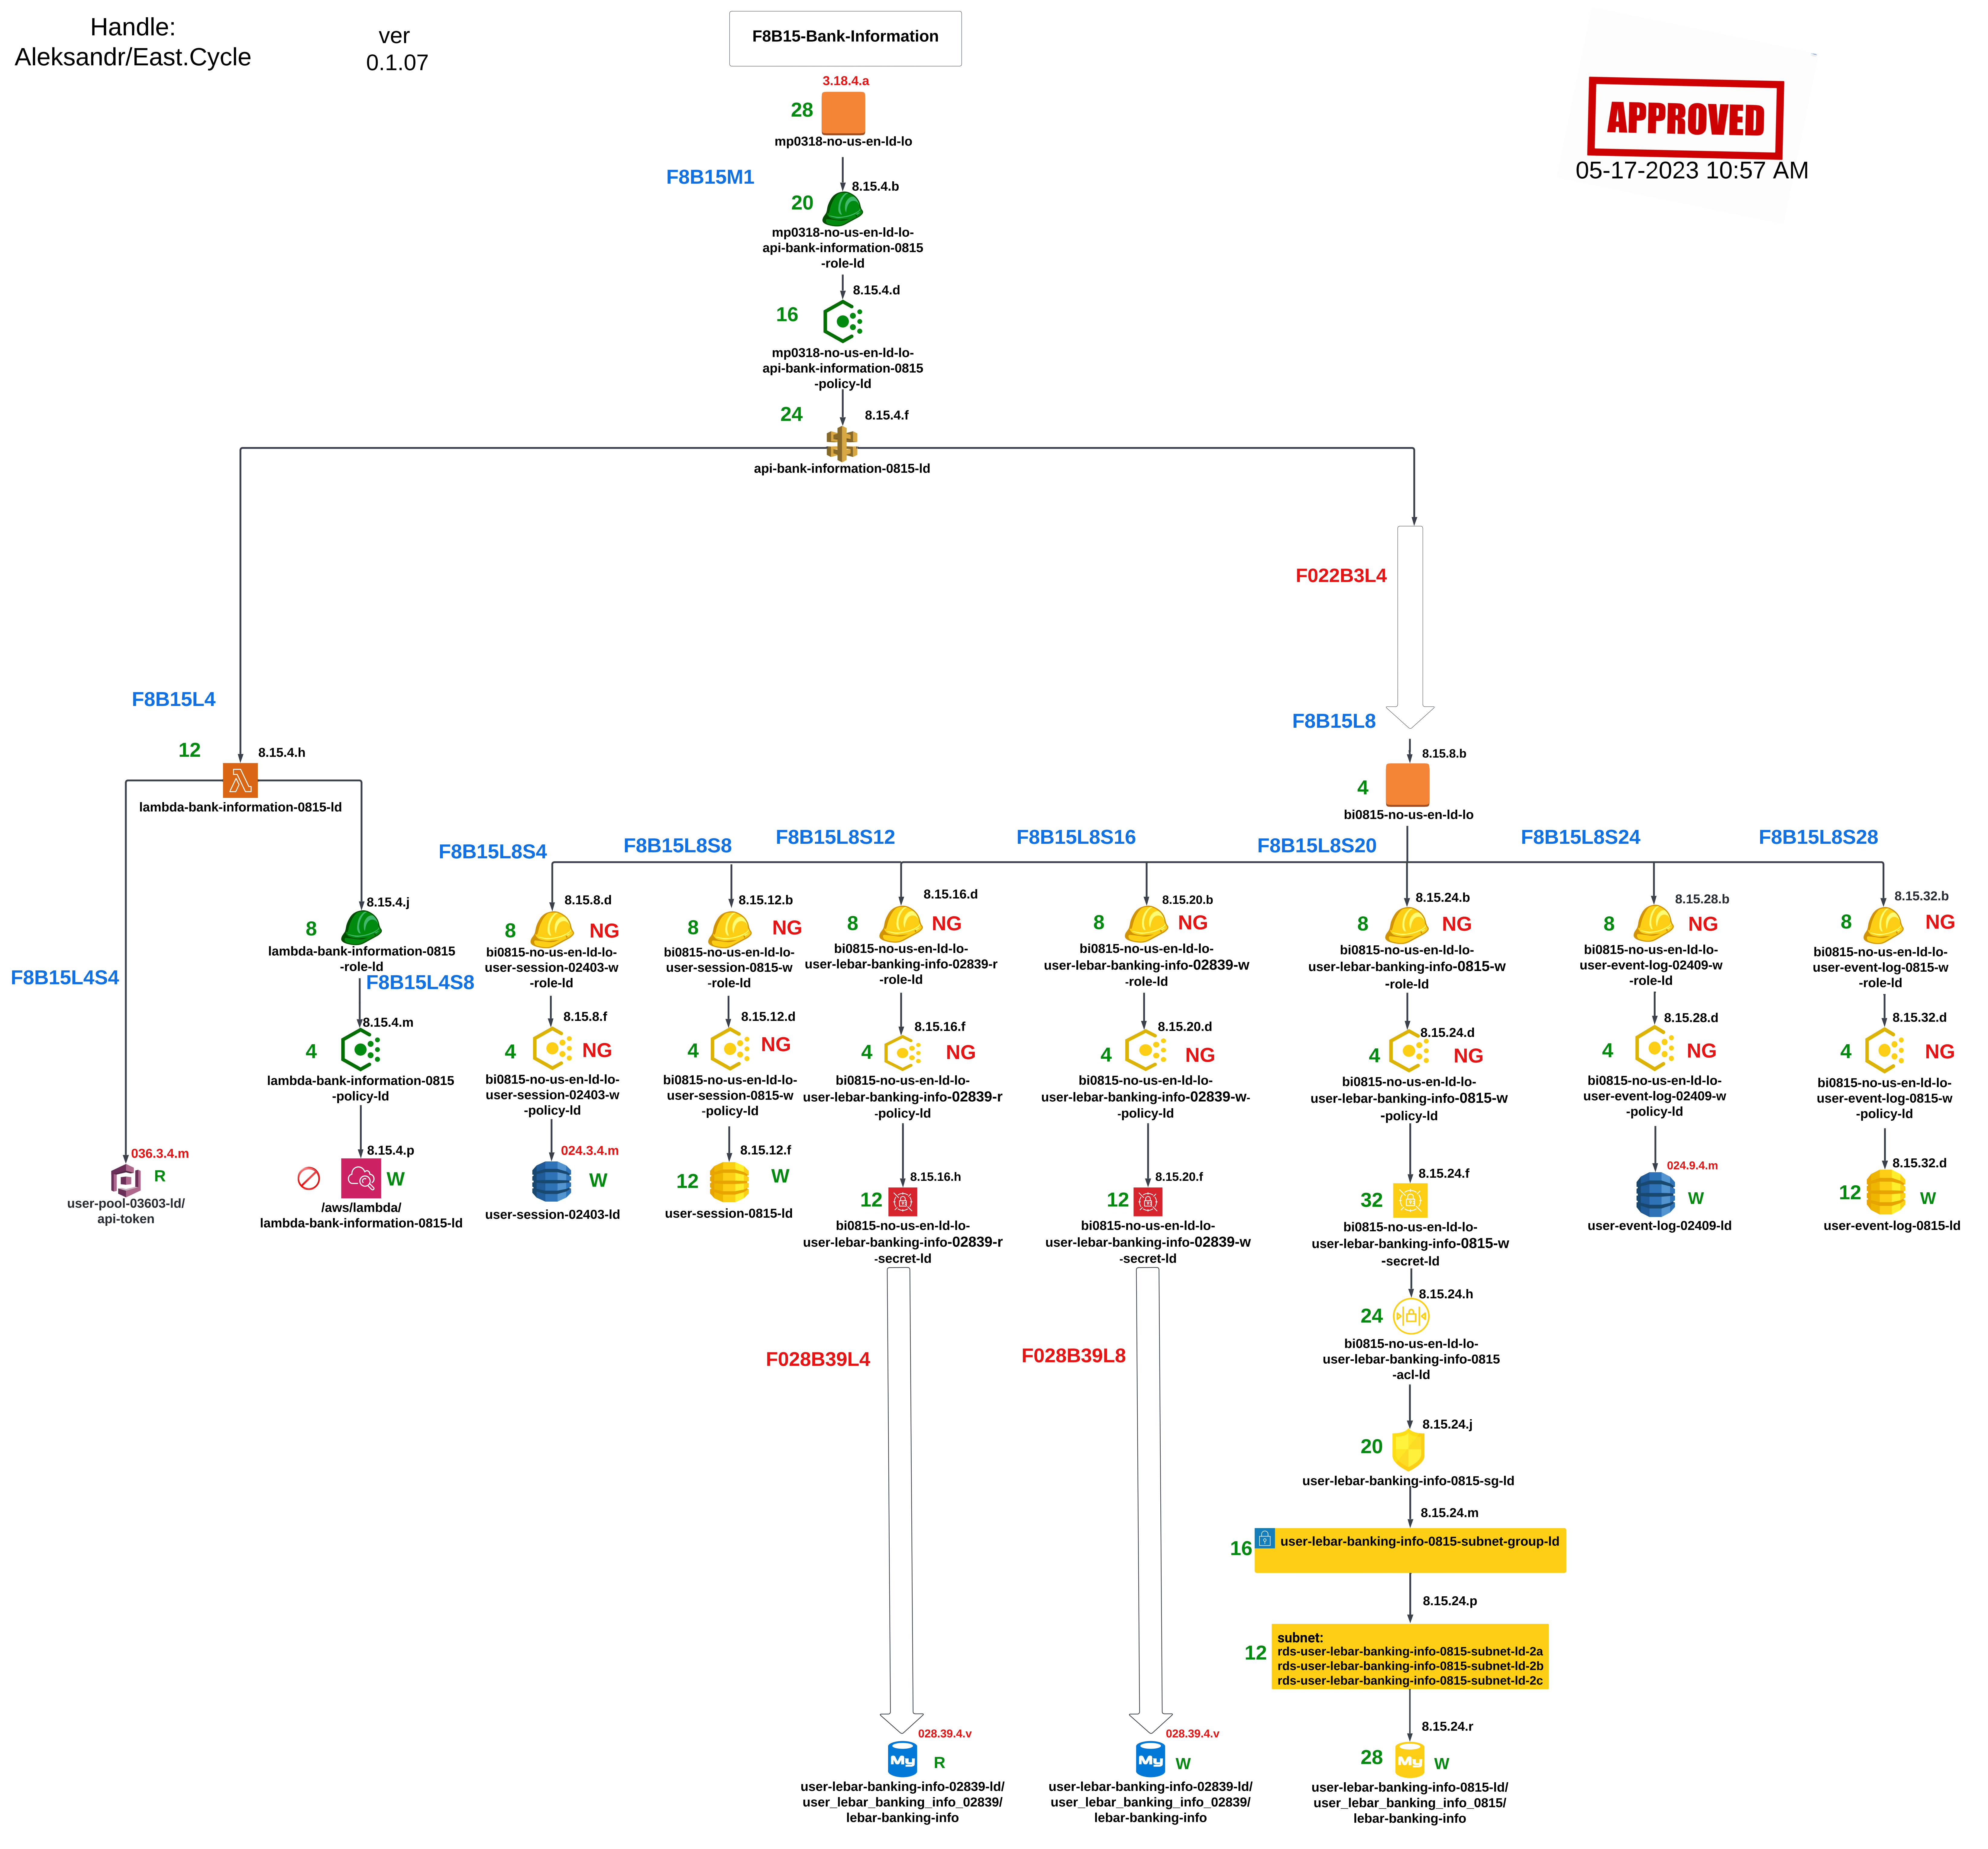 Handle:
Aleksandr/East.Cycle
ver
0.1.07
F8B15-Bank-Information
APPROVED
05-17-2023 10:57 AM
3.18.4.a
28
mp0318-no-us-en-ld-lo
F8B15M1
8.15.4.b
20
mp0318-no-us-en-ld-lo-
api-bank-information-0815
-role-ld
8.15.4.d
16
mp0318-no-us-en-ld-lo-
api-bank-information-0815
-policy-ld
24
8.15.4.f
api-bank-information-0815-ld
F022B3L4
F8B15L4
F8B15L8
12
8.15.4.h
lambda-bank-information-0815-ld
8.15.8.b
4
bi0815-no-us-en-ld-lo
F8B15L8S4
F8B15L8S8
F8B15L8S12
F8B15L8S16
F8B15L8S20
F8B15L8S24
F8B15L8S28
F8B15L4S4
036.3.4.m
R
user-pool-03603-ld/
api-token
8.15.4.j
8
lambda-bank-information-0815
-role-ld
F8B15L4S8
8.15.4.m
4
lambda-bank-information-0815
-policy-ld
8.15.4.p
W
/aws/lambda/
lambda-bank-information-0815-ld
8.15.8.d
8
NG
bi0815-no-us-en-ld-lo-
user-session-02403-w
-role-ld
8.15.8.f
4
NG
bi0815-no-us-en-ld-lo-
user-session-02403-w
-policy-ld
024.3.4.m
W
user-session-02403-ld
8.15.12.b
8
NG
bi0815-no-us-en-ld-lo-
user-session-0815-w
-role-ld
8.15.12.d
4
NG
bi0815-no-us-en-ld-lo-
user-session-0815-w
-policy-ld
8.15.12.f
12
W
user-session-0815-ld
8.15.16.d
8
NG
bi0815-no-us-en-ld-lo-
user-lebar-banking-info-02839-r
-role-ld
8.15.16.f
4
NG
bi0815-no-us-en-ld-lo-
user-lebar-banking-info-02839-r
-policy-ld
8.15.16.h
12
bi0815-no-us-en-ld-lo-
user-lebar-banking-info-02839-r
-secret-ld
F028B39L4
028.39.4.v
R
user-lebar-banking-info-02839-ld/
user_lebar_banking_info_02839/
lebar-banking-info
8.15.20.b
8
NG
bi0815-no-us-en-ld-lo-
user-lebar-banking-info-02839-w
-role-ld
8.15.20.d
4
NG
bi0815-no-us-en-ld-lo-
user-lebar-banking-info-02839-w-
-policy-ld
8.15.20.f
12
bi0815-no-us-en-ld-lo-
user-lebar-banking-info-02839-w
-secret-ld
F028B39L8
028.39.4.v
W
user-lebar-banking-info-02839-ld/
user_lebar_banking_info_02839/
lebar-banking-info
8.15.24.b
8
NG
bi0815-no-us-en-ld-lo-
user-lebar-banking-info-0815-w
-role-ld
8.15.24.d
4
NG
bi0815-no-us-en-ld-lo-
user-lebar-banking-info-0815-w
-policy-ld
8.15.24.f
32
bi0815-no-us-en-ld-lo-
user-lebar-banking-info-0815-w
-secret-ld
8.15.24.h
24
bi0815-no-us-en-ld-lo-
user-lebar-banking-info-0815
-acl-ld
8.15.24.j
20
user-lebar-banking-info-0815-sg-ld
8.15.24.m
16
user-lebar-banking-info-0815-subnet-group-ld
8.15.24.p
12
subnet:
rds-user-lebar-banking-info-0815-subnet-ld-2a
rds-user-lebar-banking-info-0815-subnet-ld-2b
rds-user-lebar-banking-info-0815-subnet-ld-2c
8.15.24.r
28
My
W
user-lebar-banking-info-0815-ld/
user_lebar_banking_info_0815/
lebar-banking-info
8.15.28.b
8
NG
bi0815-no-us-en-ld-lo-
user-event-log-02409-w
-role-ld
8.15.28.d
4
NG
bi0815-no-us-en-ld-lo-
user-event-log-02409-w
-policy-ld
024.9.4.m
W
user-event-log-02409-ld
8.15.32.b
8
NG
bi0815-no-us-en-ld-lo-
user-event-log-0815-w
-role-ld
8.15.32.d
4
NG
bi0815-no-us-en-ld-lo-
user-event-log-0815-w
-policy-ld
8.15.32.d
12
W
user-event-log-0815-ld
My
My